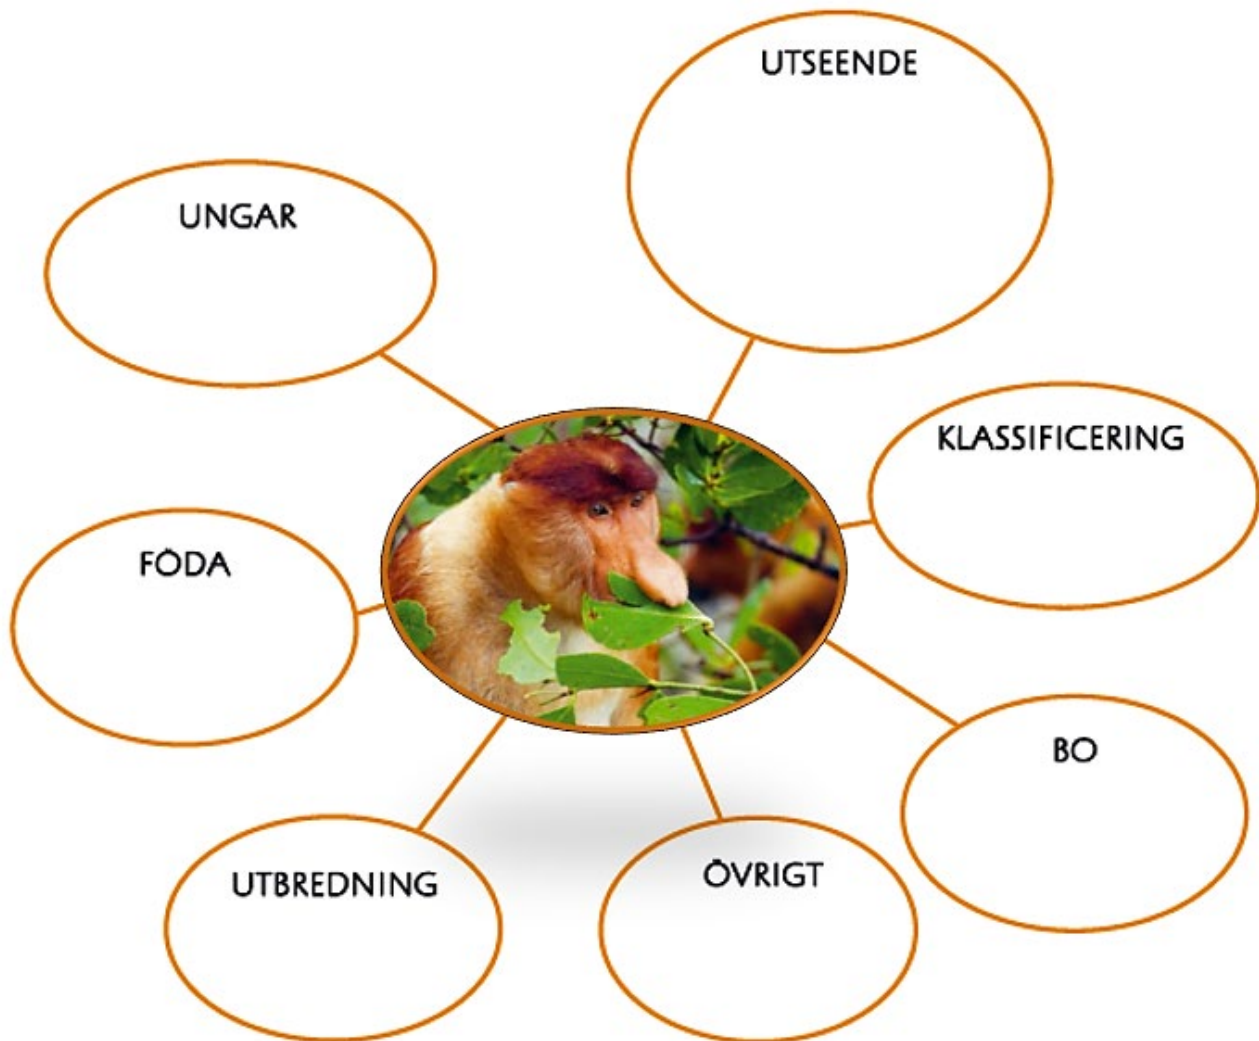 UTSEENDE
UNGAR
KLASSIFICERING
FÖDA
BO
ÖVRIGT
UTBREDNING